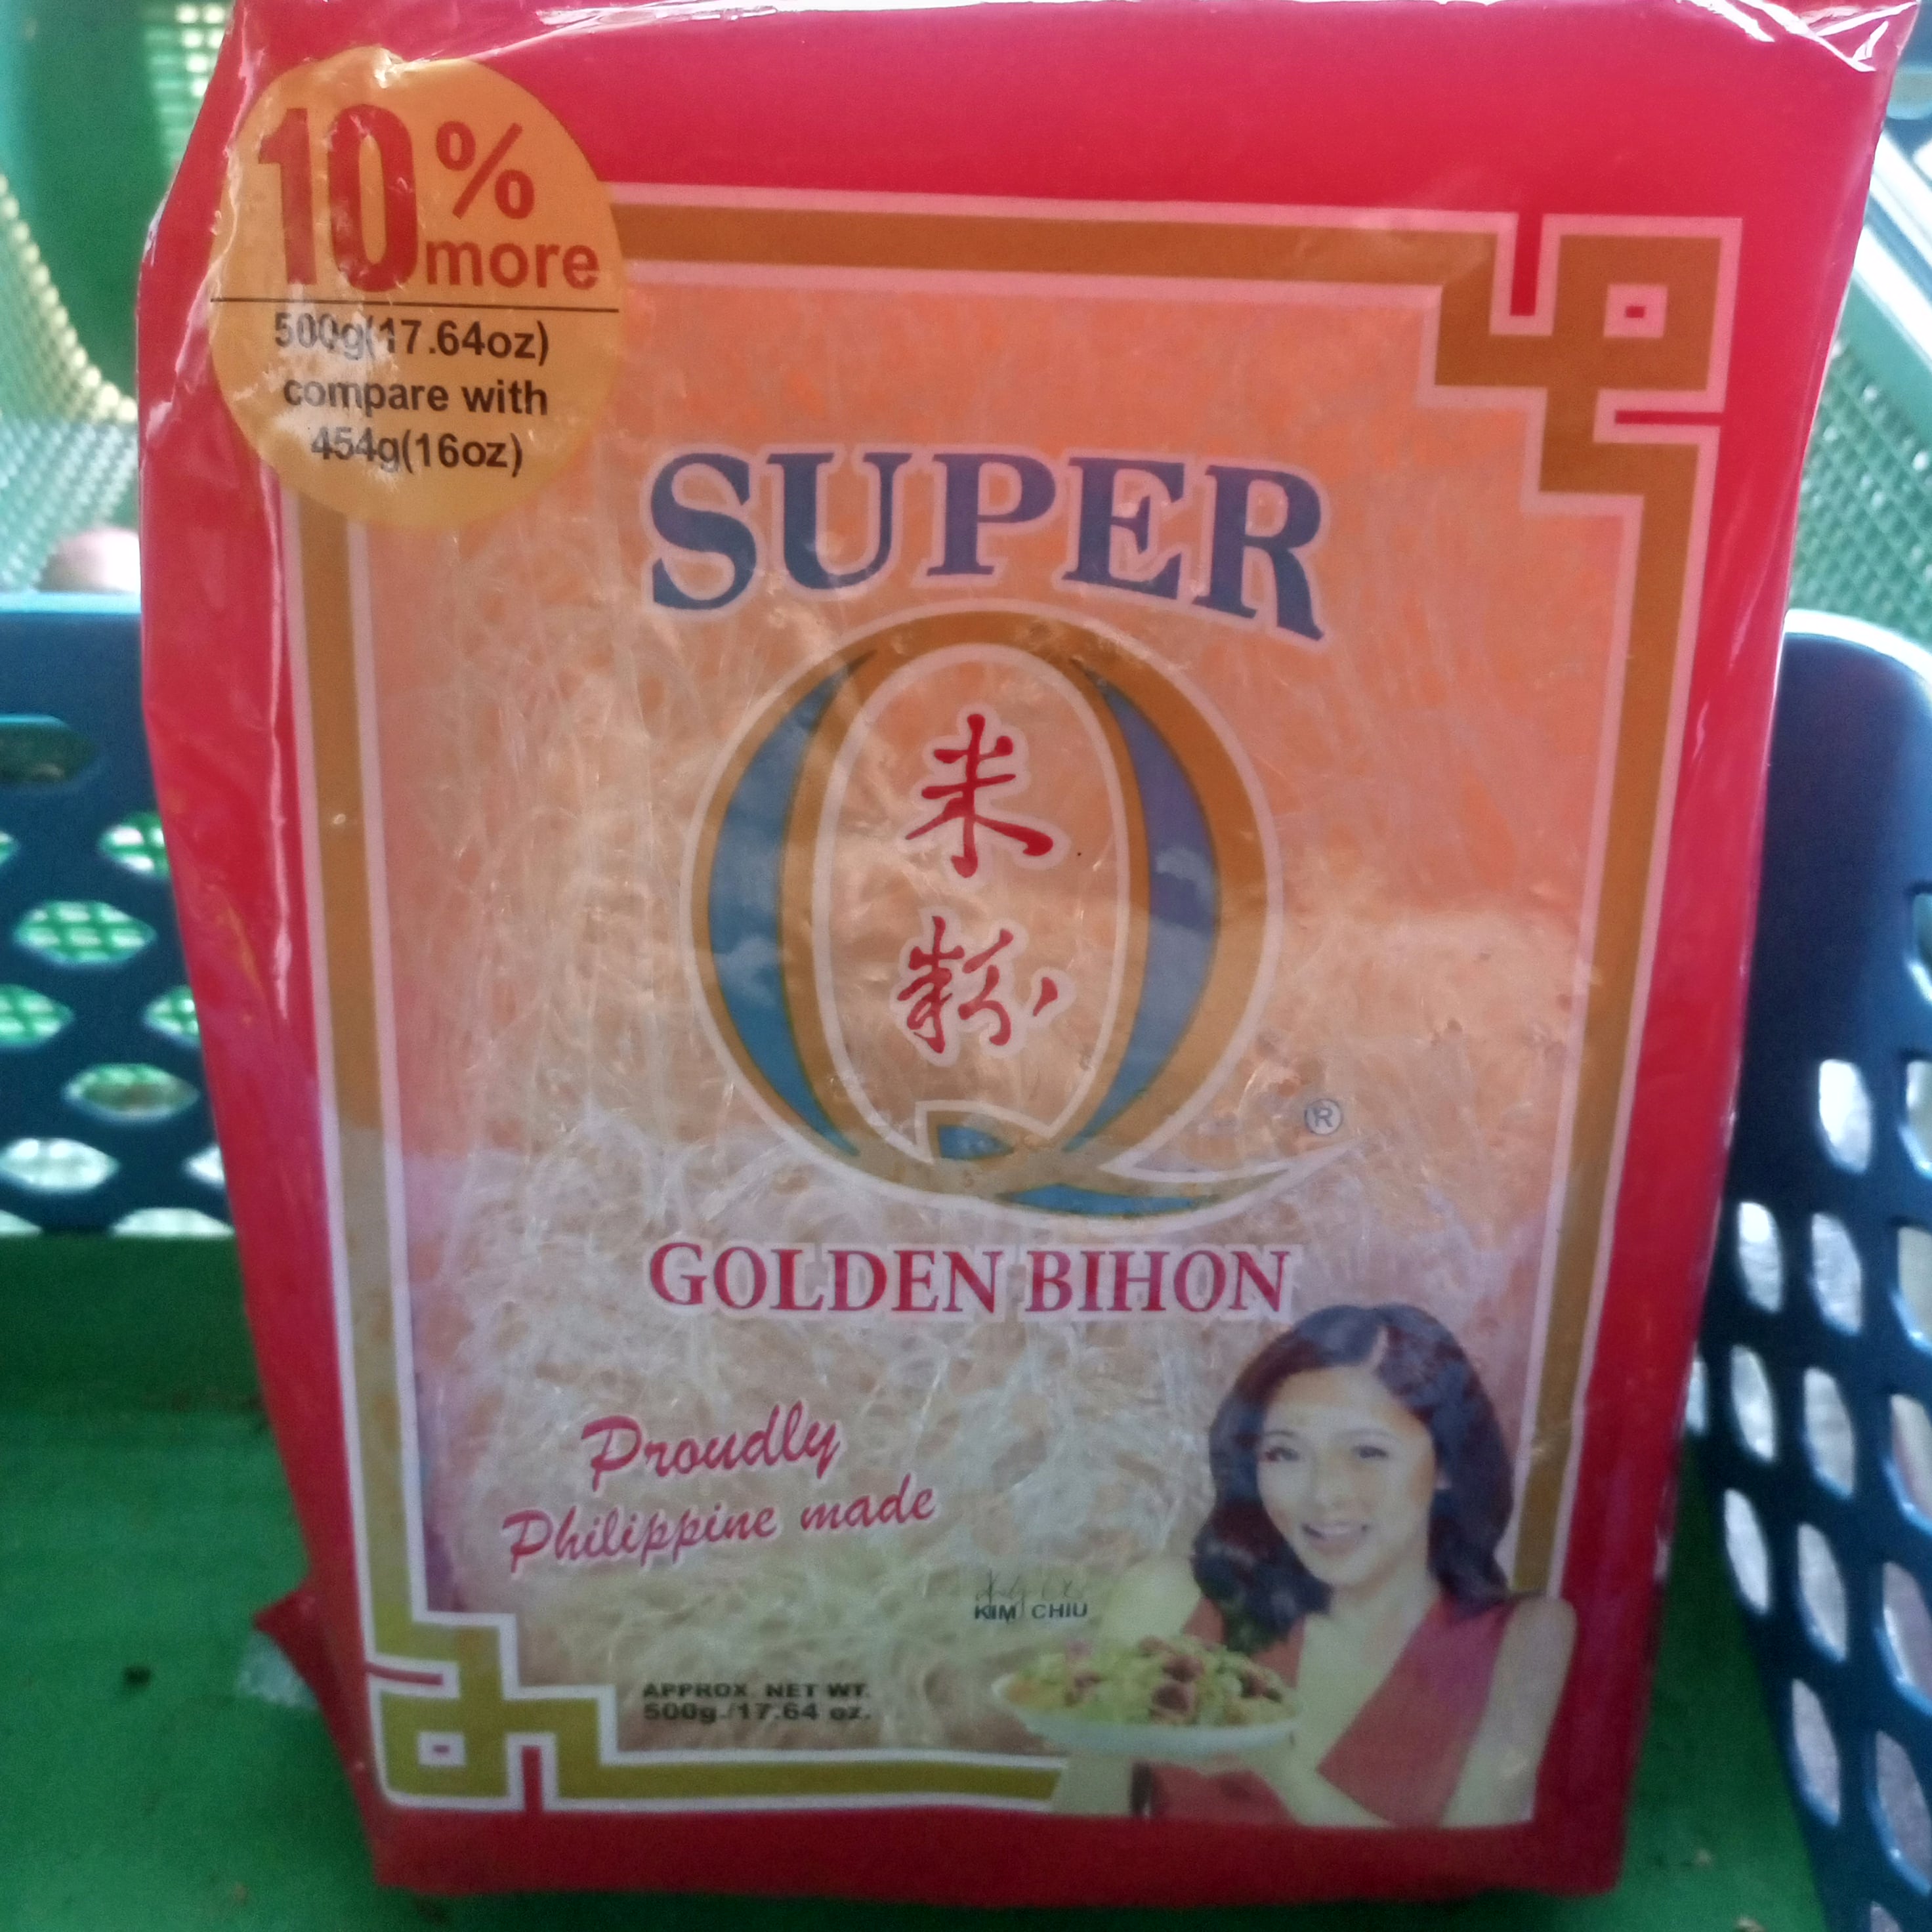 10%
more
500g(17.64oz)
compare with
454g(16oz)
SUPER
Q
米
粉
®
GOLDEN BIHON
Proudly
Philippine made
KIM CHIU
APPROX. NET WT.
500g./17.64 oz.